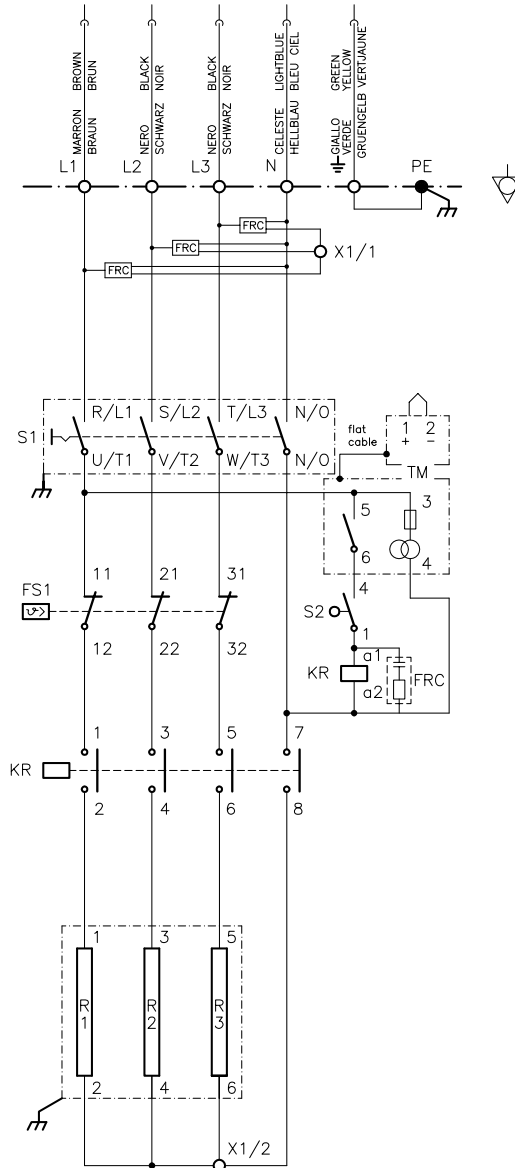 MARRON BROWN
BRAUN BRUN
NERO BLACK
SCHWARZ NOIR
NERO BLACK
SCHWARZ NOIR
CELESTE LIGHTBLUE
HELLBLAU BLEU CIEL
GIALLO GREEN
VERDE YELLOW
GRUENGELB VERTJAUNE
L1 L2 L3 N PE
FRC
FRC X1/1
FRC
R/L1 S/L2 T/L3 N/O
flat cable
1 2
+ −
S1
U/T1 V/T2 W/T3 N/O
TM
5 3
6 4
11 21 31
FS1
4
S2
12 22 32
1
a1
KR FRC
a2
1 3 5 7
KR
2 4 6 8
1 3 5
R1 R2 R3
2 4 6
X1/2